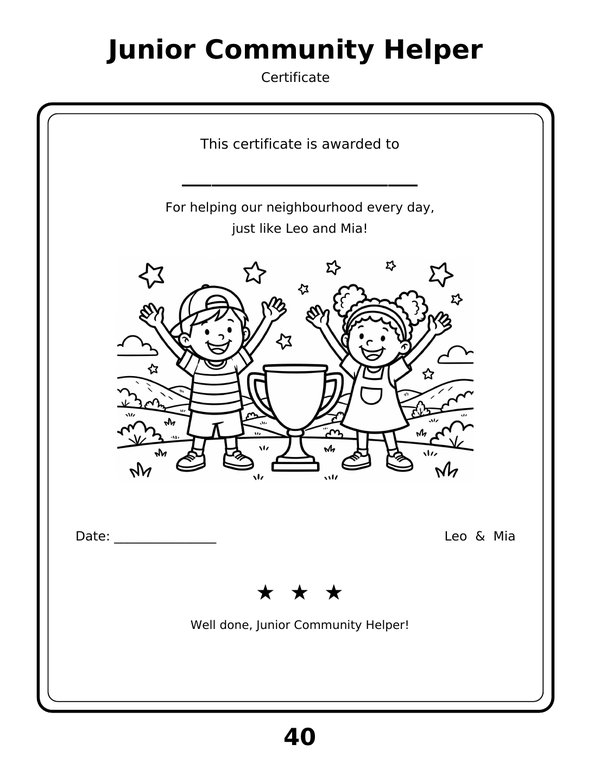 Junior Community Helper
Certificate
This certificate is awarded to
For helping our neighbourhood every day,
just like Leo and Mia!
Date: _______________
Leo & Mia
★ ★ ★
Well done, Junior Community Helper!
40